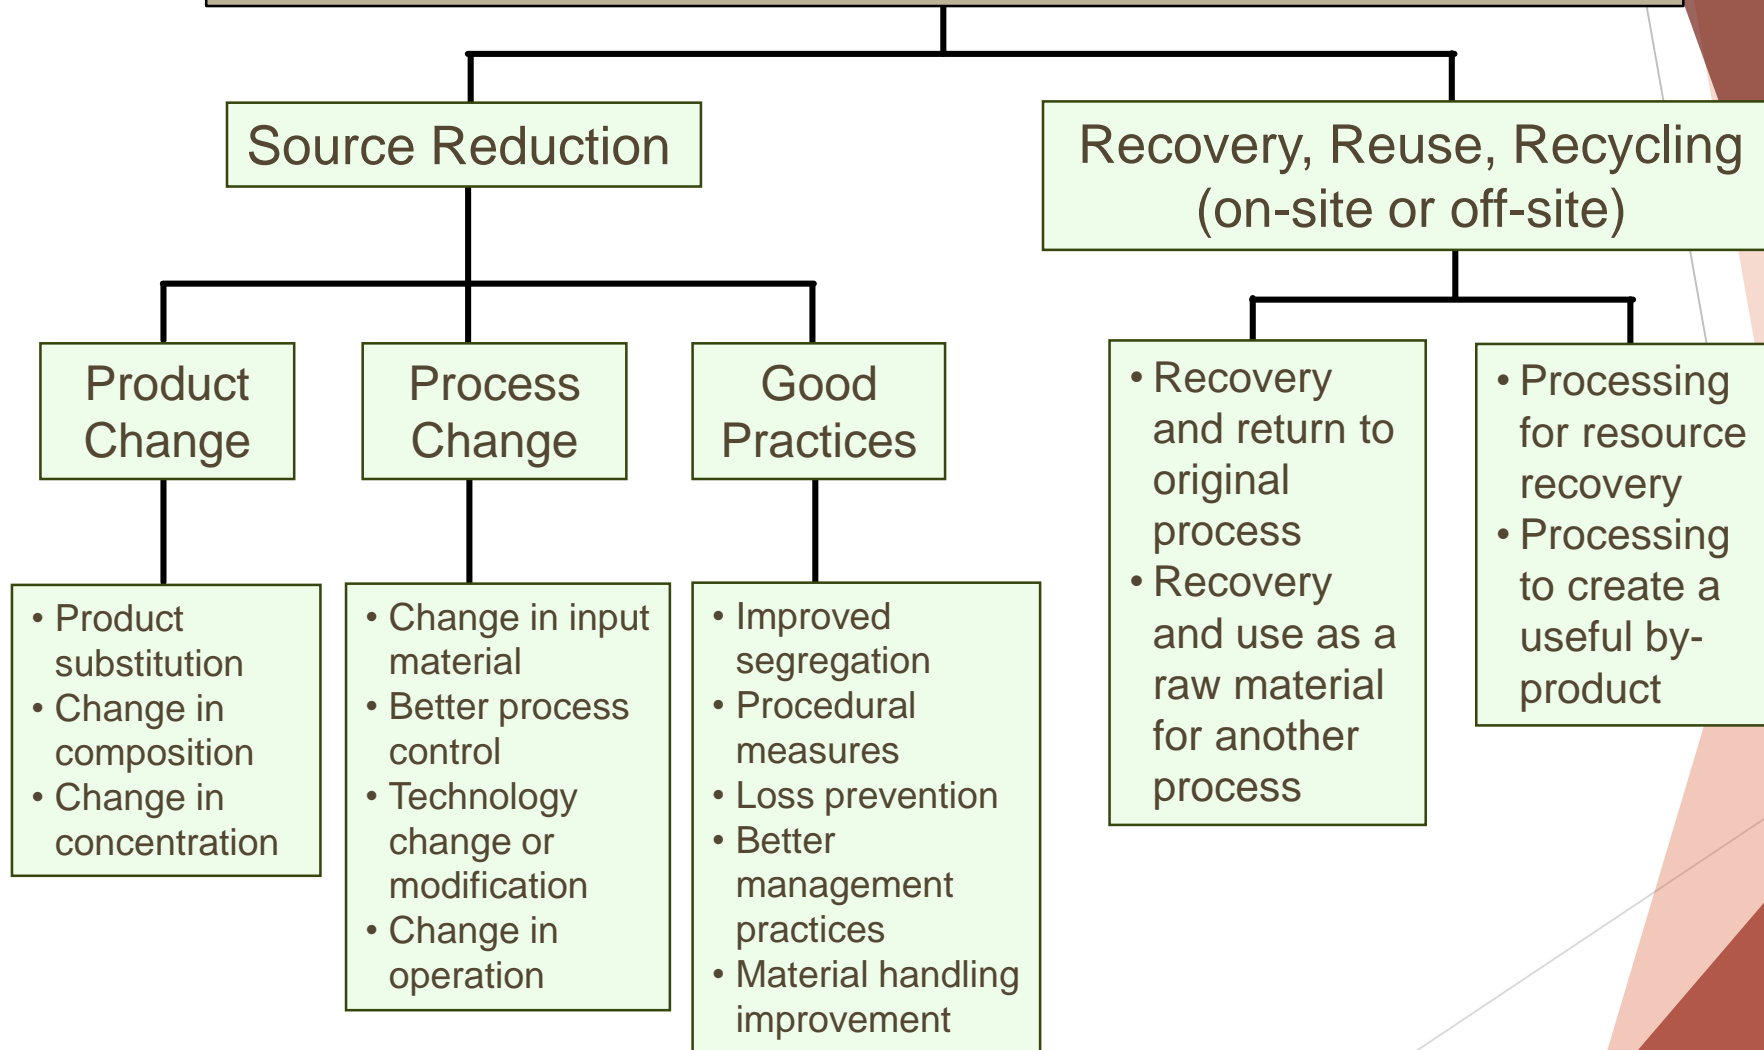 Source Reduction
Recovery, Reuse, Recycling
(on-site or off-site)
Product
Change
Process
Change
Good
Practices
• Product
substitution
• Change in
composition
• Change in
concentration
• Change in input
material
• Better process
control
• Technology
change or
modification
• Change in
operation
• Improved
segregation
• Procedural
measures
• Loss prevention
• Better
management
practices
• Material handling
improvement
• Recovery
and return to
original
process
• Recovery
and use as a
raw material
for another
process
• Processing
for resource
recovery
• Processing
to create a
useful by-
product